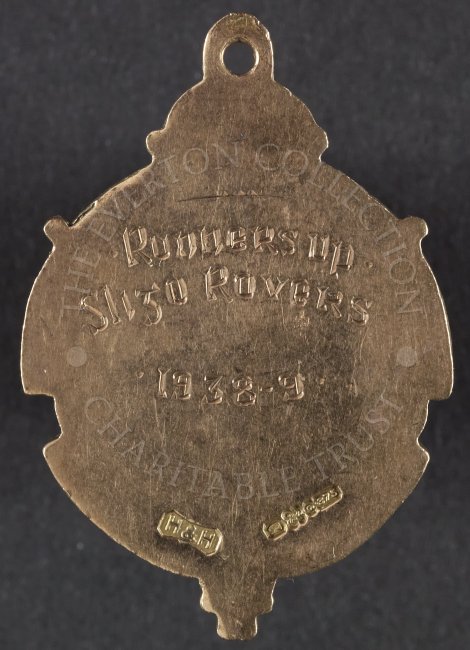 THE EVERTON COLLECTION
· Runners up ·
Sligo Rovers
· 1938-9 ·
CHARITABLE TRUST
H&H